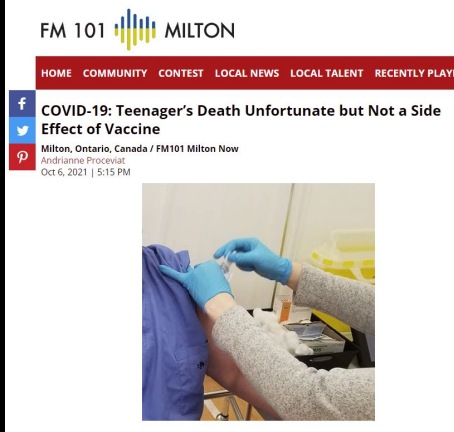 FM 101 MILTON
HOME COMMUNITY CONTEST LOCAL NEWS LOCAL TALENT RECENTLY PLAY
COVID-19: Teenager’s Death Unfortunate but Not a Side
Effect of Vaccine
Milton, Ontario, Canada / FM101 Milton Now
Andrianne Proceviat
Oct 6, 2021 | 5:15 PM